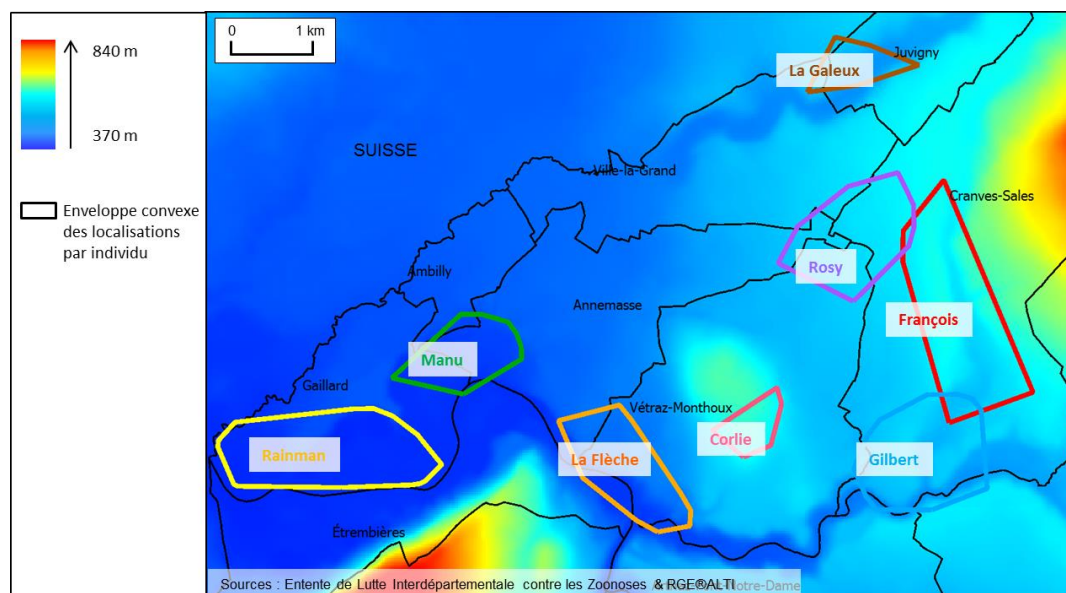 840 m
370 m
Enveloppe convexe
des localisations
par individu
0 1 km
SUISSE
La Galeux
Juvigny
Ville-la-Grand
Cranves-Sales
Rosy
Ambilly
Annemasse
François
Manu
Gaillard
Vétraz-Monthoux
Corlie
Rainman
La Flèche
Gilbert
Étrembières
Sources : Entente de Lutte Interdépartementale contre les Zoonoses & RGE®ALTI
-Notre-Dame